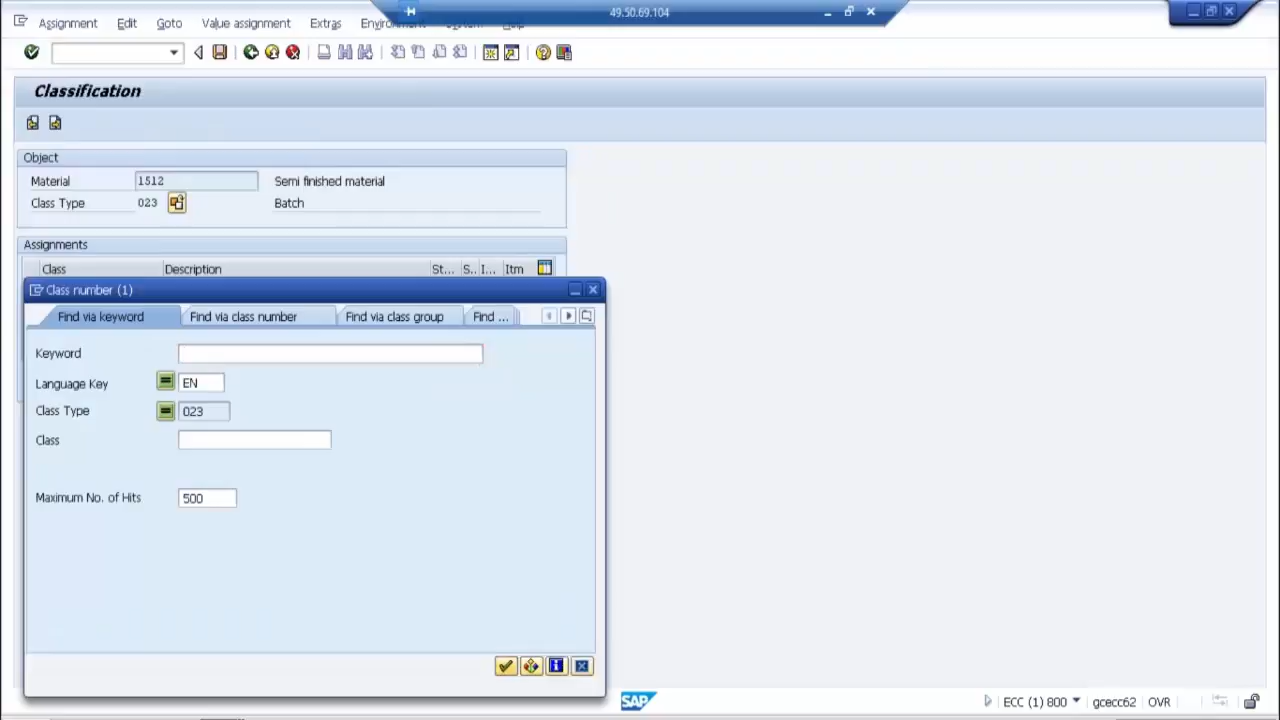 49.50.69.104
Assignment Edit Goto Value assignment Extras
Classification
Object
Material 1512 Semi finished material
Class Type 023 Batch
Assignments
Class Description St... S.. I... Itm
Class number (1)
Find via keyword Find via class number Find via class group Find ...
Keyword
Language Key EN
Class Type 023
Class
Maximum No. of Hits 500
SAP ECC (1) 800 gcecc62 OVR